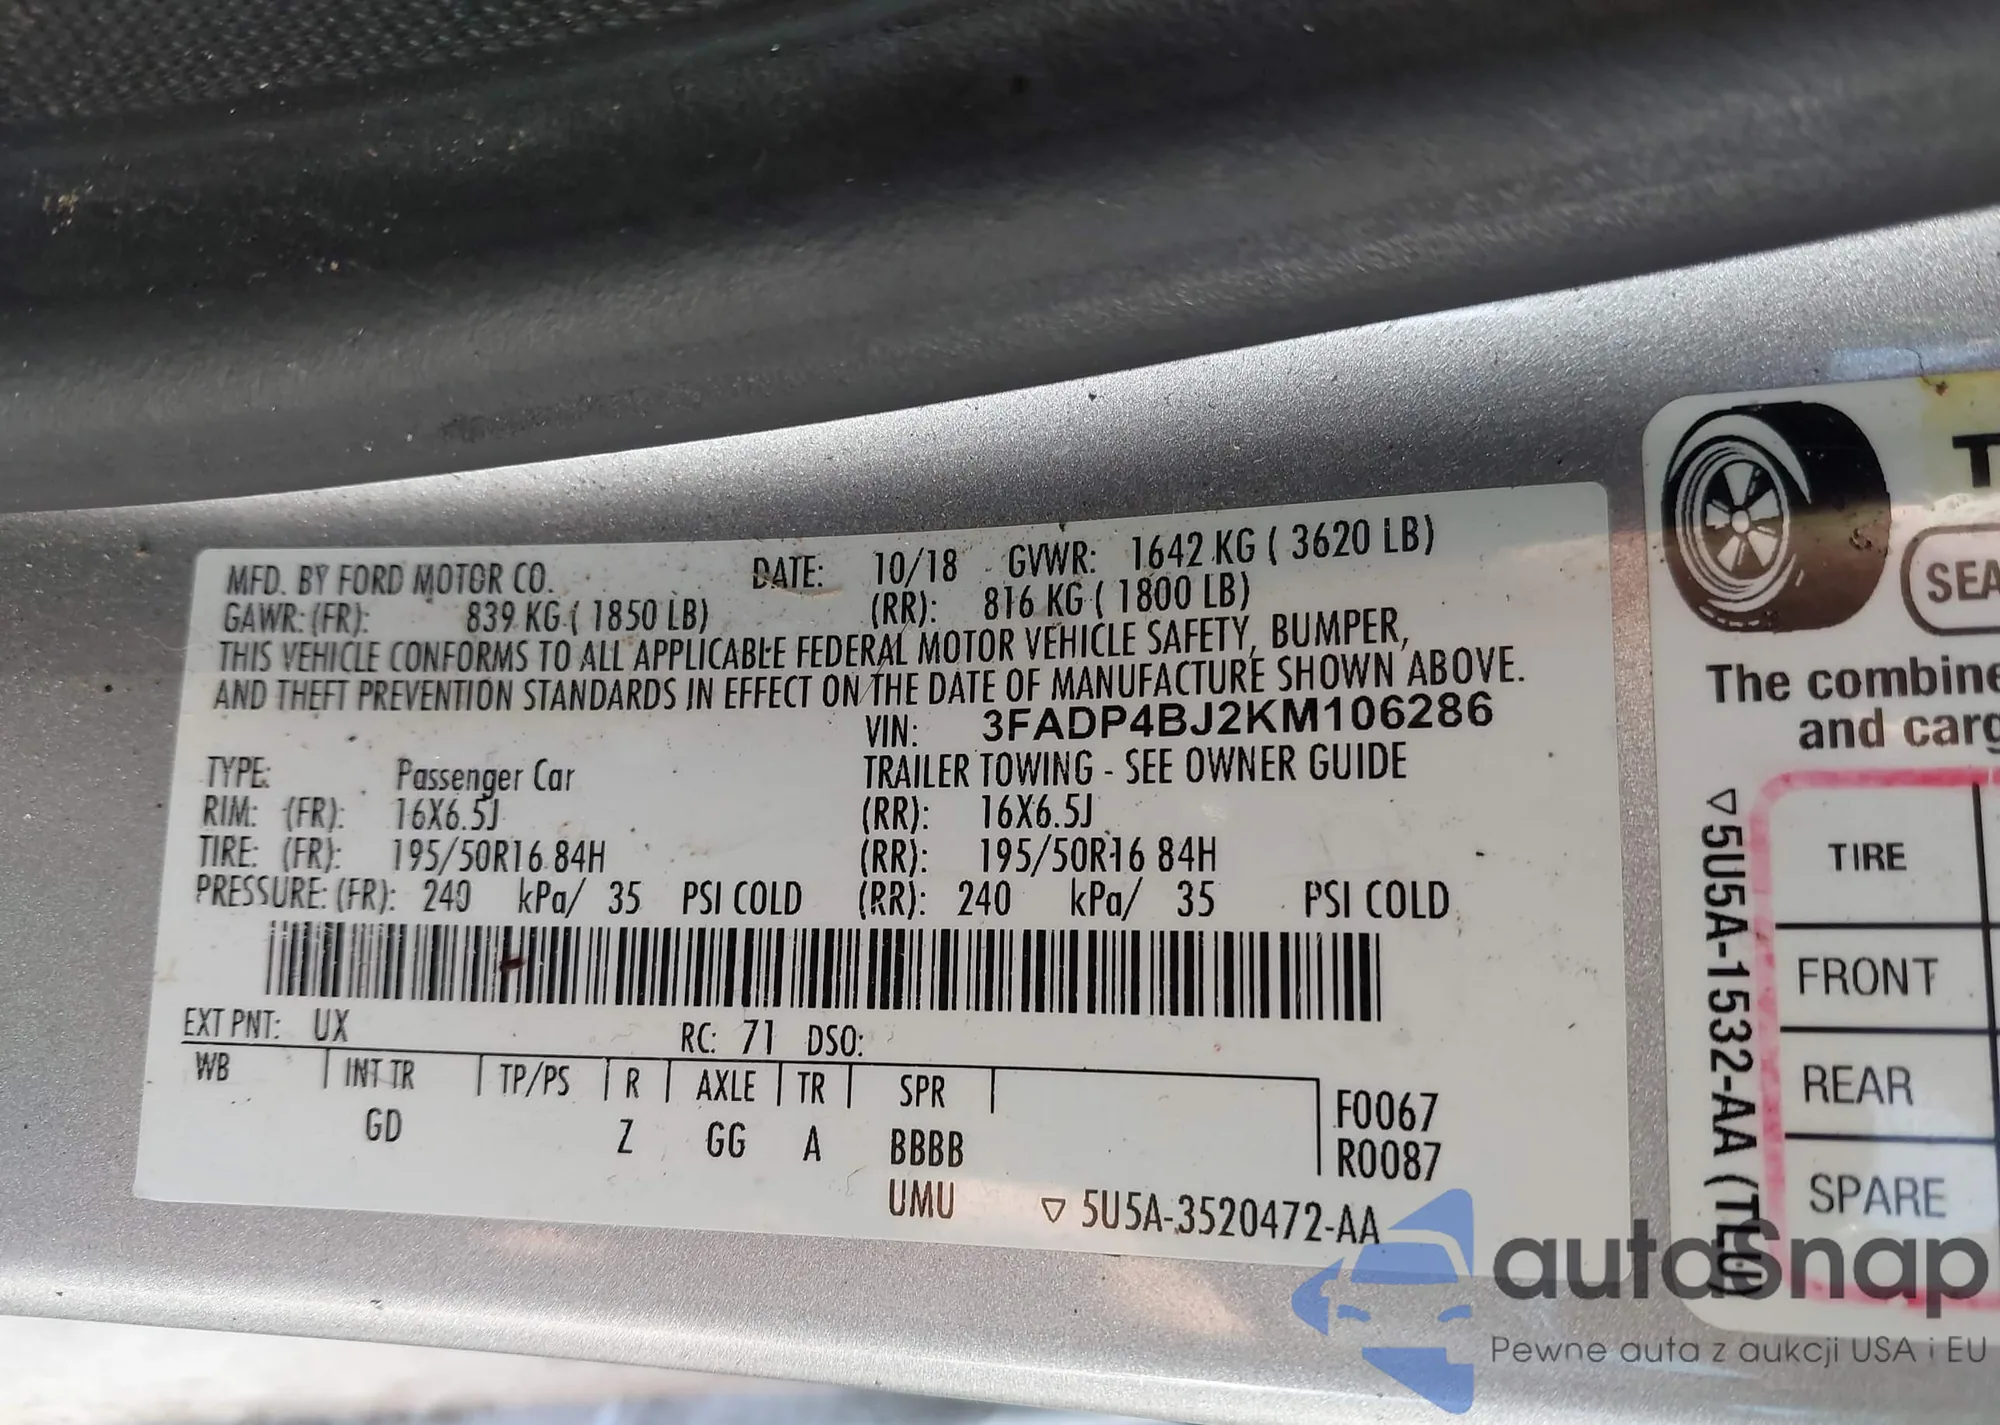 MFD. BY FORD MOTOR CO. DATE: 10/18 GVWR: 1642 KG ( 3620 LB)
GAWR: (FR): 839 KG ( 1850 LB) (RR): 816 KG ( 1800 LB)
THIS VEHICLE CONFORMS TO ALL APPLICABLE FEDERAL MOTOR VEHICLE SAFETY, BUMPER,
AND THEFT PREVENTION STANDARDS IN EFFECT ON THE DATE OF MANUFACTURE SHOWN ABOVE.
VIN: 3FADP4BJ2KM106286
TYPE: Passenger Car TRAILER TOWING - SEE OWNER GUIDE
RIM: (FR): 16X6.5J (RR): 16X6.5J
TIRE: (FR): 195/50R16 84H (RR): 195/50R16 84H
PRESSURE: (FR): 240 kPa/ 35 PSI COLD (RR): 240 kPa/ 35 PSI COLD
EXT PNT: UX RC: 71 DSO:
WB INT TR TP/PS R AXLE TR SPR
GD Z GG A BBBB
UMU
F0067
R0087
▽ 5U5A-3520472-AA
The combine
and carg
▽5U5A-1532-AA (TL0)
TIRE
FRONT
REAR
SPARE
autoSnap
Pewne auta z aukcji USA i EU